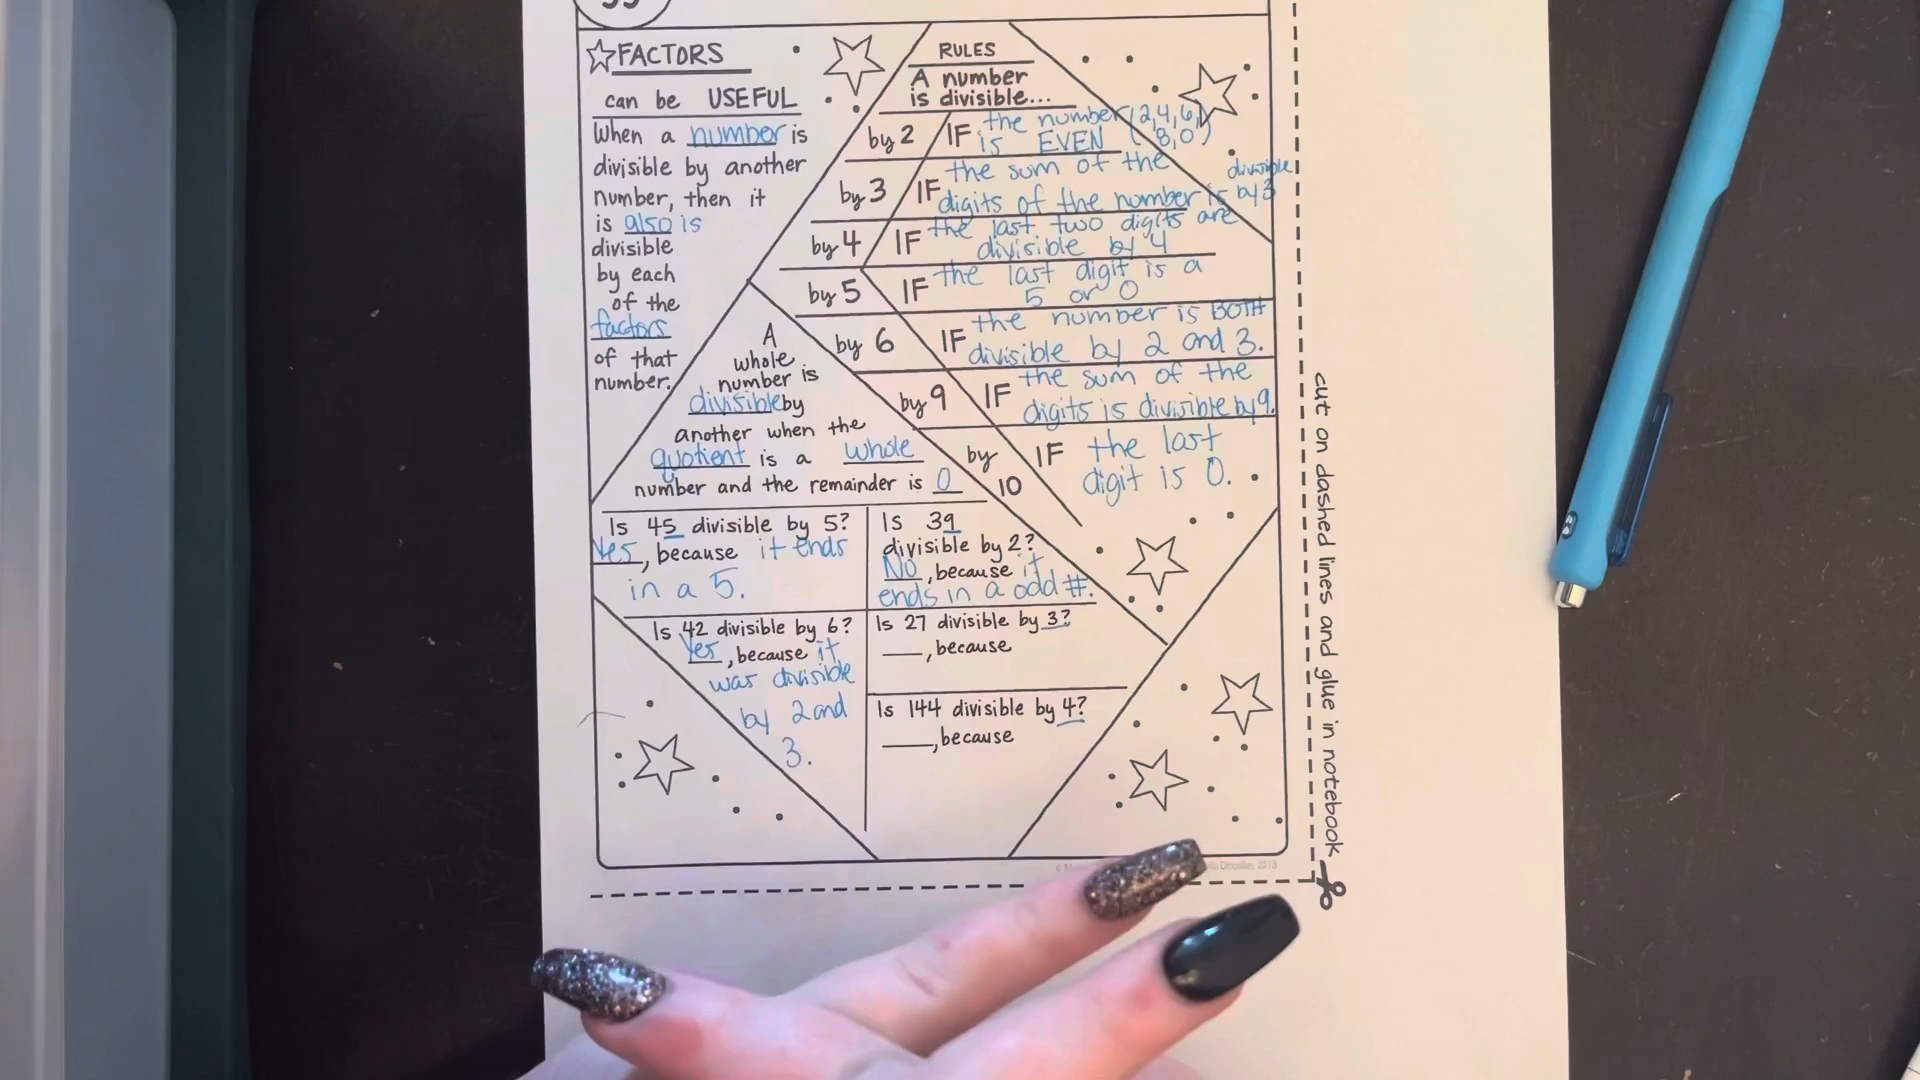 ☆FACTORS
can be USEFUL
When a number is
divisible by another
number, then it
is also is
divisible
by each
of the
factors
of that
number.
RULES
A number
is divisible...
by 2 IF the number (2,4,6,
is EVEN 8,0)
by 3 IF the sum of the
digits of the number is divisible by 3
by 4 IF the last two digits are
divisible by 4
by 5 IF the last digit is a
5 or 0
by 6 IF the number is BOTH
divisible by 2 and 3.
by 9 IF the sum of the
digits is divisible by 9.
by 10 IF the last
digit is 0.
A
whole
number is
divisible by
another when the
quotient is a whole
number and the remainder is 0
Is 45 divisible by 5?
Yes, because it ends
in a 5.
Is 39
divisible by 2?
No, because it
ends in a odd #.
Is 42 divisible by 6?
Yes, because it
was divisible
by 2 and
3.
Is 27 divisible by 3?
___, because
Is 144 divisible by 4?
____, because
cut on dashed lines and glue in notebook
Doodles 2018